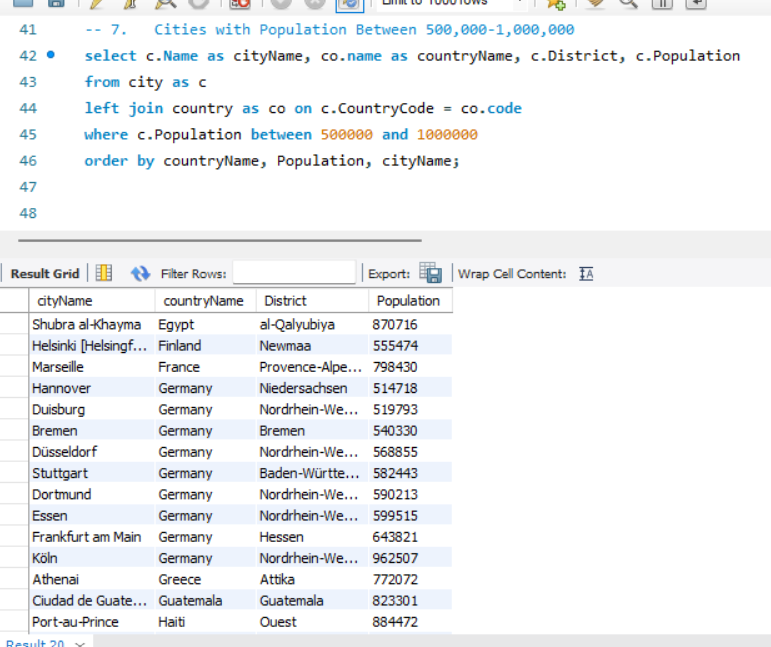 Limit to 1000 rows
41 -- 7. Cities with Population Between 500,000-1,000,000
42 select c.Name as cityName, co.name as countryName, c.District, c.Population
43 from city as c
44 left join country as co on c.CountryCode = co.code
45 where c.Population between 500000 and 1000000
46 order by countryName, Population, cityName;
47
48
Result Grid Filter Rows: Export: Wrap Cell Content:
cityName countryName District Population
Shubra al-Khayma Egypt al-Qalyubiya 870716
Helsinki [Helsingf... Finland Newmaa 555474
Marseille France Provence-Alpe... 798430
Hannover Germany Niedersachsen 514718
Duisburg Germany Nordrhein-We... 519793
Bremen Germany Bremen 540330
Düsseldorf Germany Nordrhein-We... 568855
Stuttgart Germany Baden-Württe... 582443
Dortmund Germany Nordrhein-We... 590213
Essen Germany Nordrhein-We... 599515
Frankfurt am Main Germany Hessen 643821
Köln Germany Nordrhein-We... 962507
Athenai Greece Attika 772072
Ciudad de Guate... Guatemala Guatemala 823301
Port-au-Prince Haiti Ouest 884472
Result 20